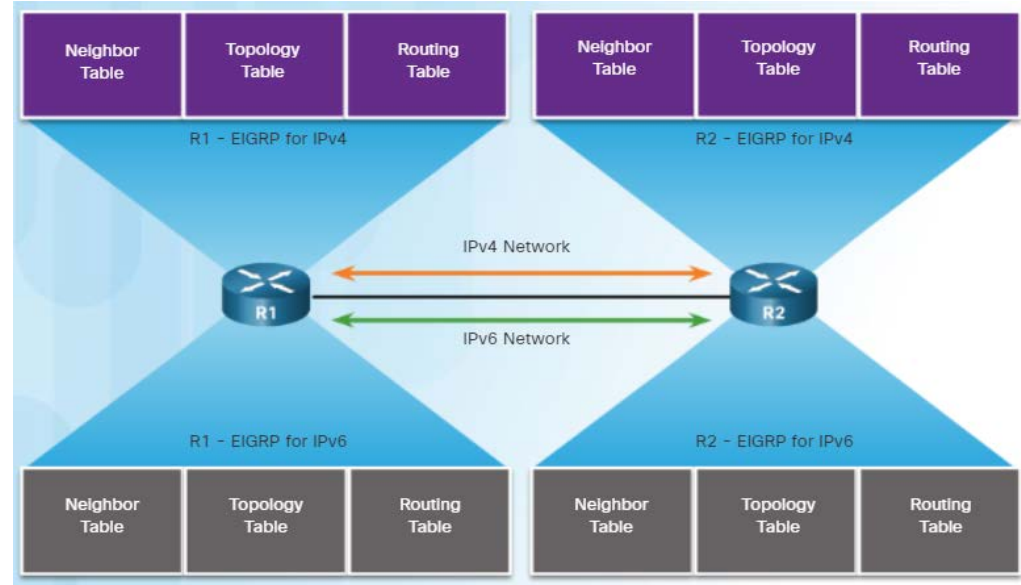 Neighbor
Table
Topology
Table
Routing
Table
Neighbor
Table
Topology
Table
Routing
Table
R1 - EIGRP for IPv4
R2 - EIGRP for IPv4
IPv4 Network
R1
R2
IPv6 Network
R1 - EIGRP for IPv6
R2 - EIGRP for IPv6
Neighbor
Table
Topology
Table
Routing
Table
Neighbor
Table
Topology
Table
Routing
Table